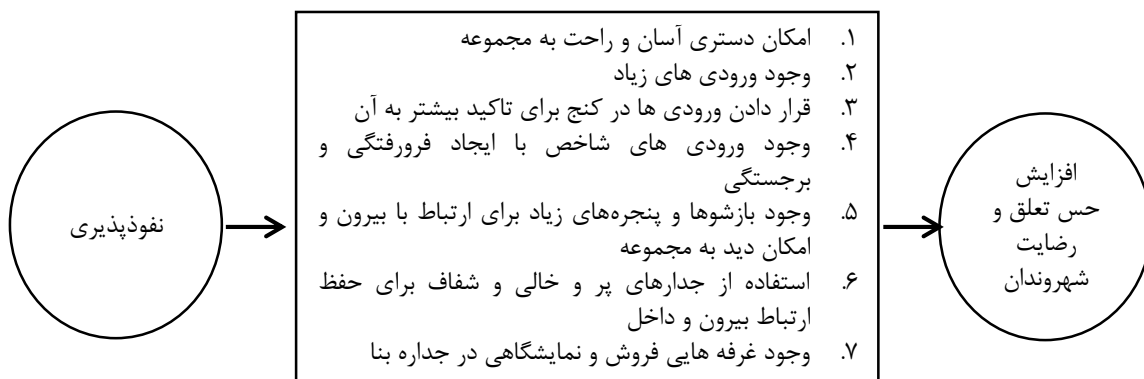 نفوذپذیری
۱. امکان دستری آسان و راحت به مجموعه
۲. وجود ورودی های زیاد
۳. قرار دادن ورودی ها در کنج برای تاکید بیشتر به آن
۴. وجود ورودی های شاخص با ایجاد فرورفتگی و
برجستگی
۵. وجود بازشوها و پنجره‌های زیاد برای ارتباط با بیرون و
امکان دید به مجموعه
۶. استفاده از جدارهای پر و خالی و شفاف برای حفظ
ارتباط بیرون و داخل
۷. وجود غرفه هایی فروش و نمایشگاهی در جداره بنا
افزایش
حس تعلق و
رضایت
شهروندان